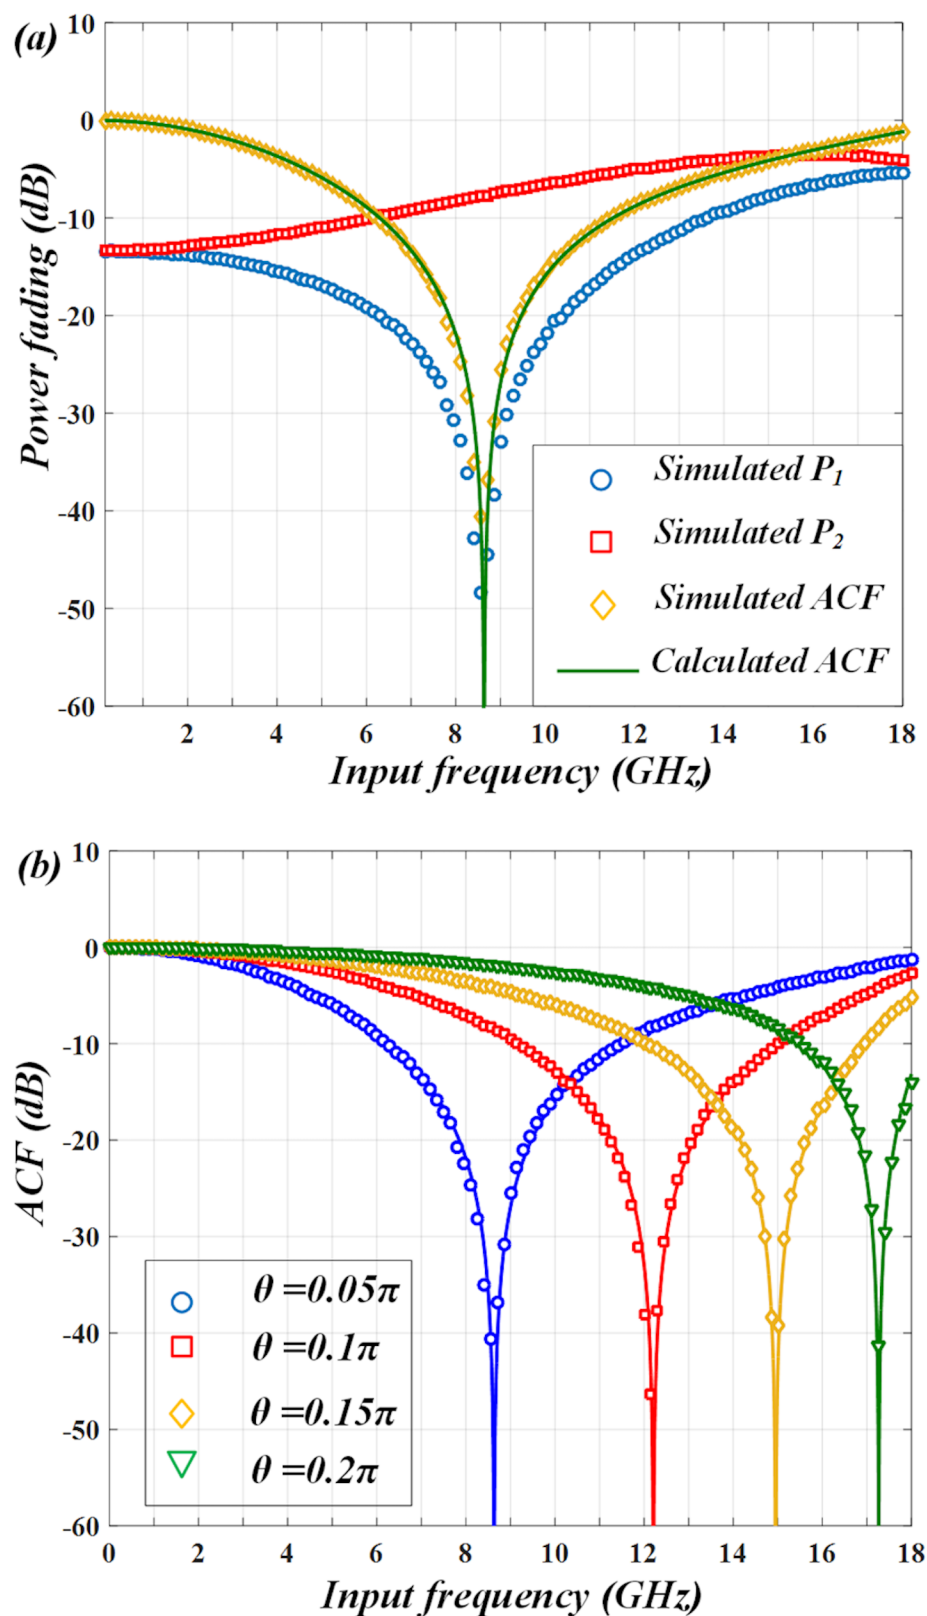 (a)
10
0
-10
-20
-30
-40
-50
-60
Power fading (dB)
Simulated P1
Simulated P2
Simulated ACF
Calculated ACF
2 4 6 8 10 12 14 16 18
Input frequency (GHz)
(b)
10
0
-10
-20
-30
-40
-50
-60
ACF (dB)
θ =0.05π
θ =0.1π
θ =0.15π
θ =0.2π
0 2 4 6 8 10 12 14 16 18
Input frequency (GHz)